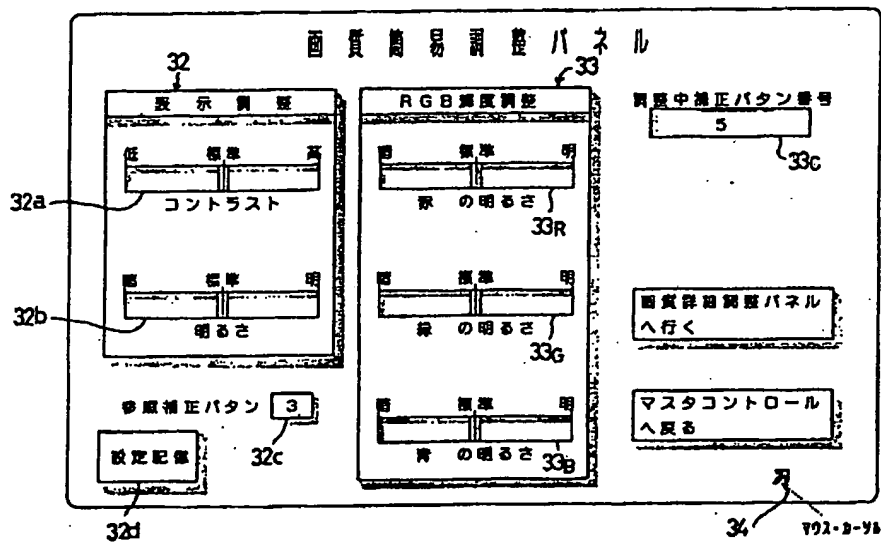 画質簡易調整パネル
32
表示調整
低 標準 高
32a
コントラスト
暗 標準 明
32b
明るさ
参照補正パタン 3
32c
設定記憶
32d
33
RGB輝度調整
暗 標準 明
赤の明るさ
33R
暗 標準 明
緑の明るさ
33G
暗 標準 明
青の明るさ
33B
調整中補正パタン番号
5
33C
画質詳細調整パネル
へ行く
マスタコントロール
へ戻る
34
マウス・カーソル